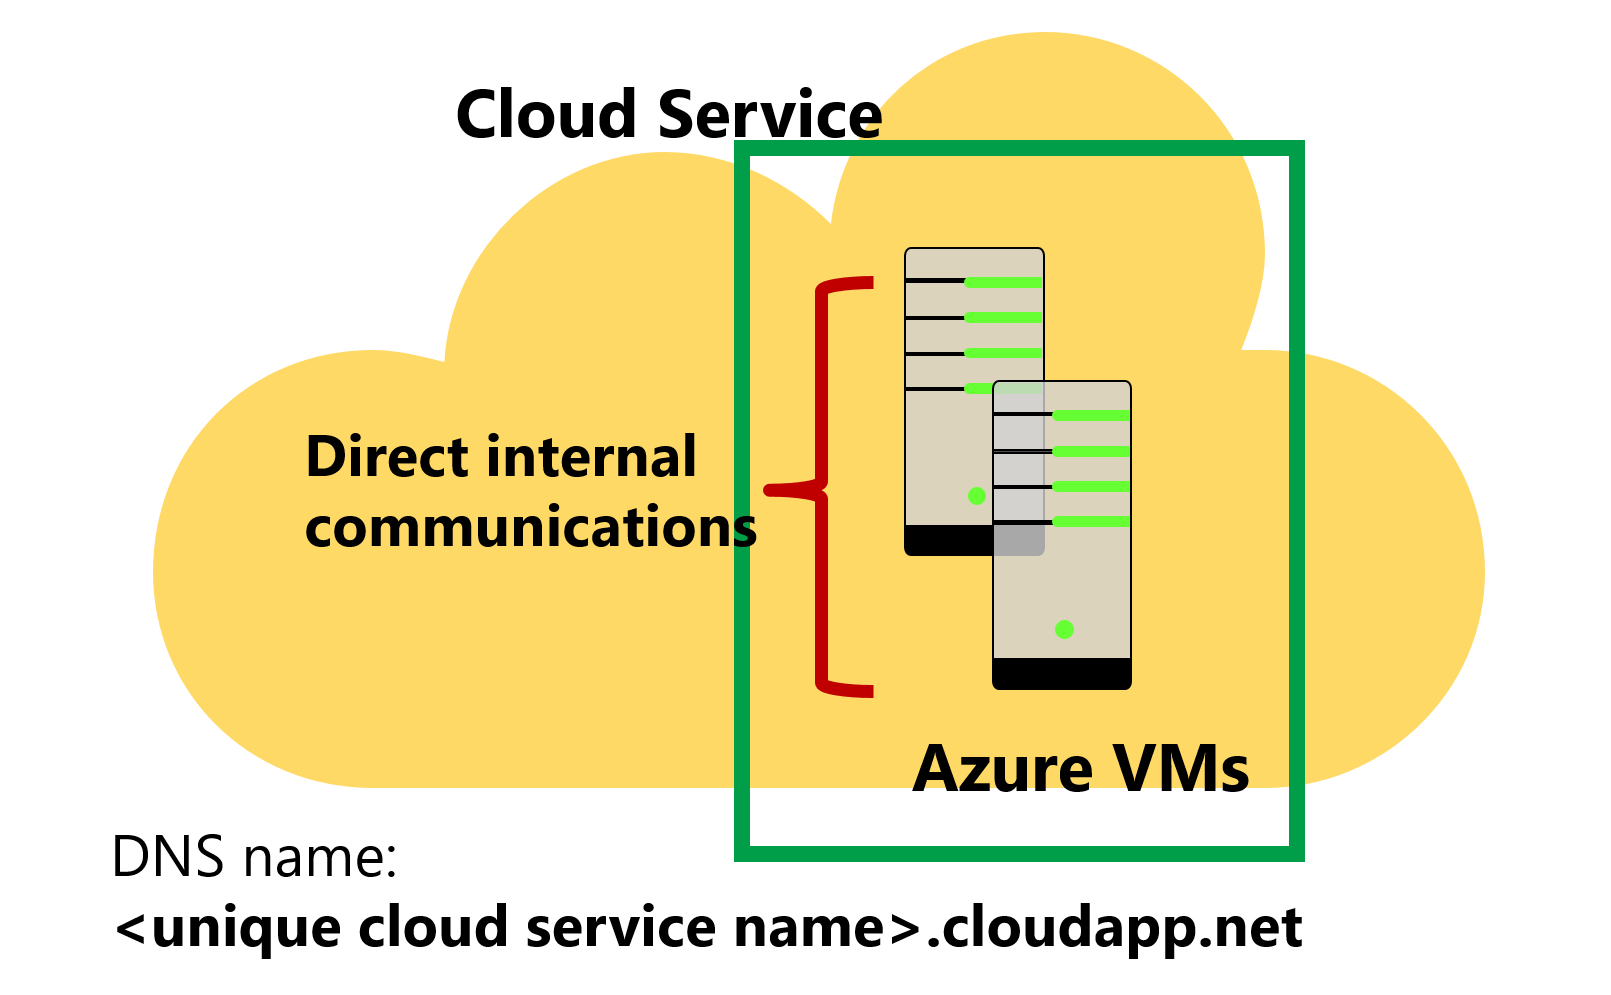 Cloud Service
Direct internal
communications
Azure VMs
DNS name:
<unique cloud service name>.cloudapp.net